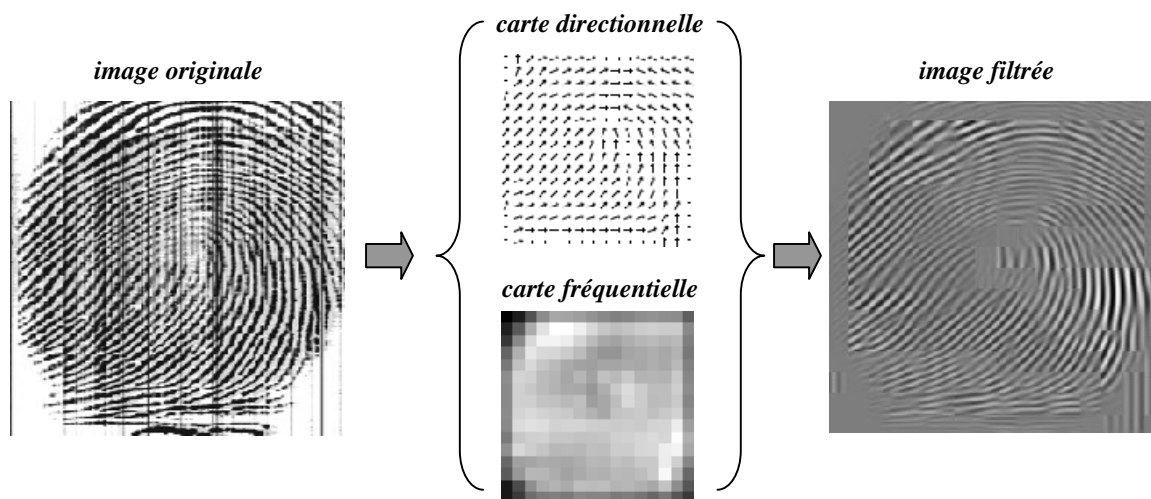 image originale
carte directionnelle
carte fréquentielle
image filtrée